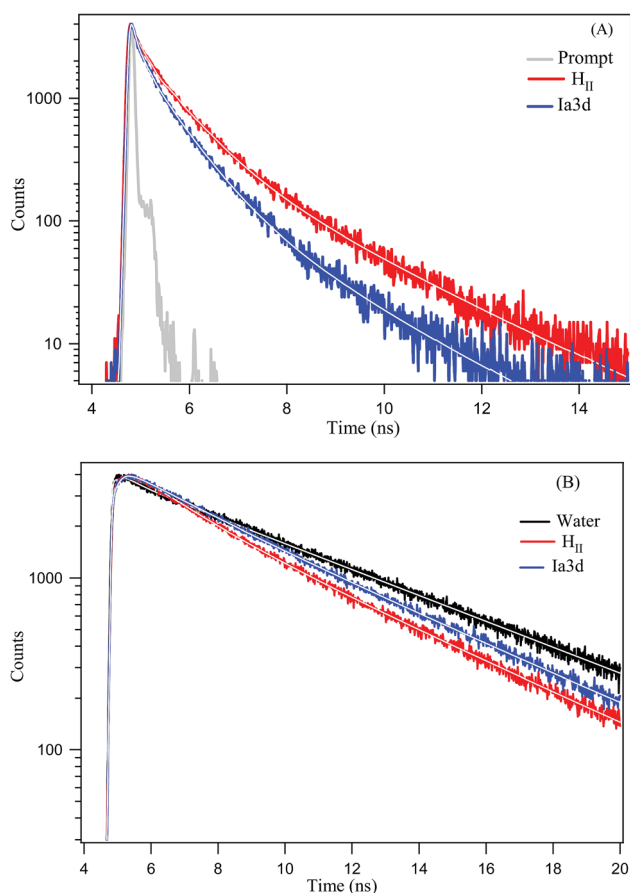 (A)
Prompt
H_II
Ia3d
1000
100
10
Counts
4 6 8 10 12 14
Time (ns)
(B)
Water
H_II
Ia3d
1000
100
Counts
4 6 8 10 12 14 16 18 20
Time (ns)